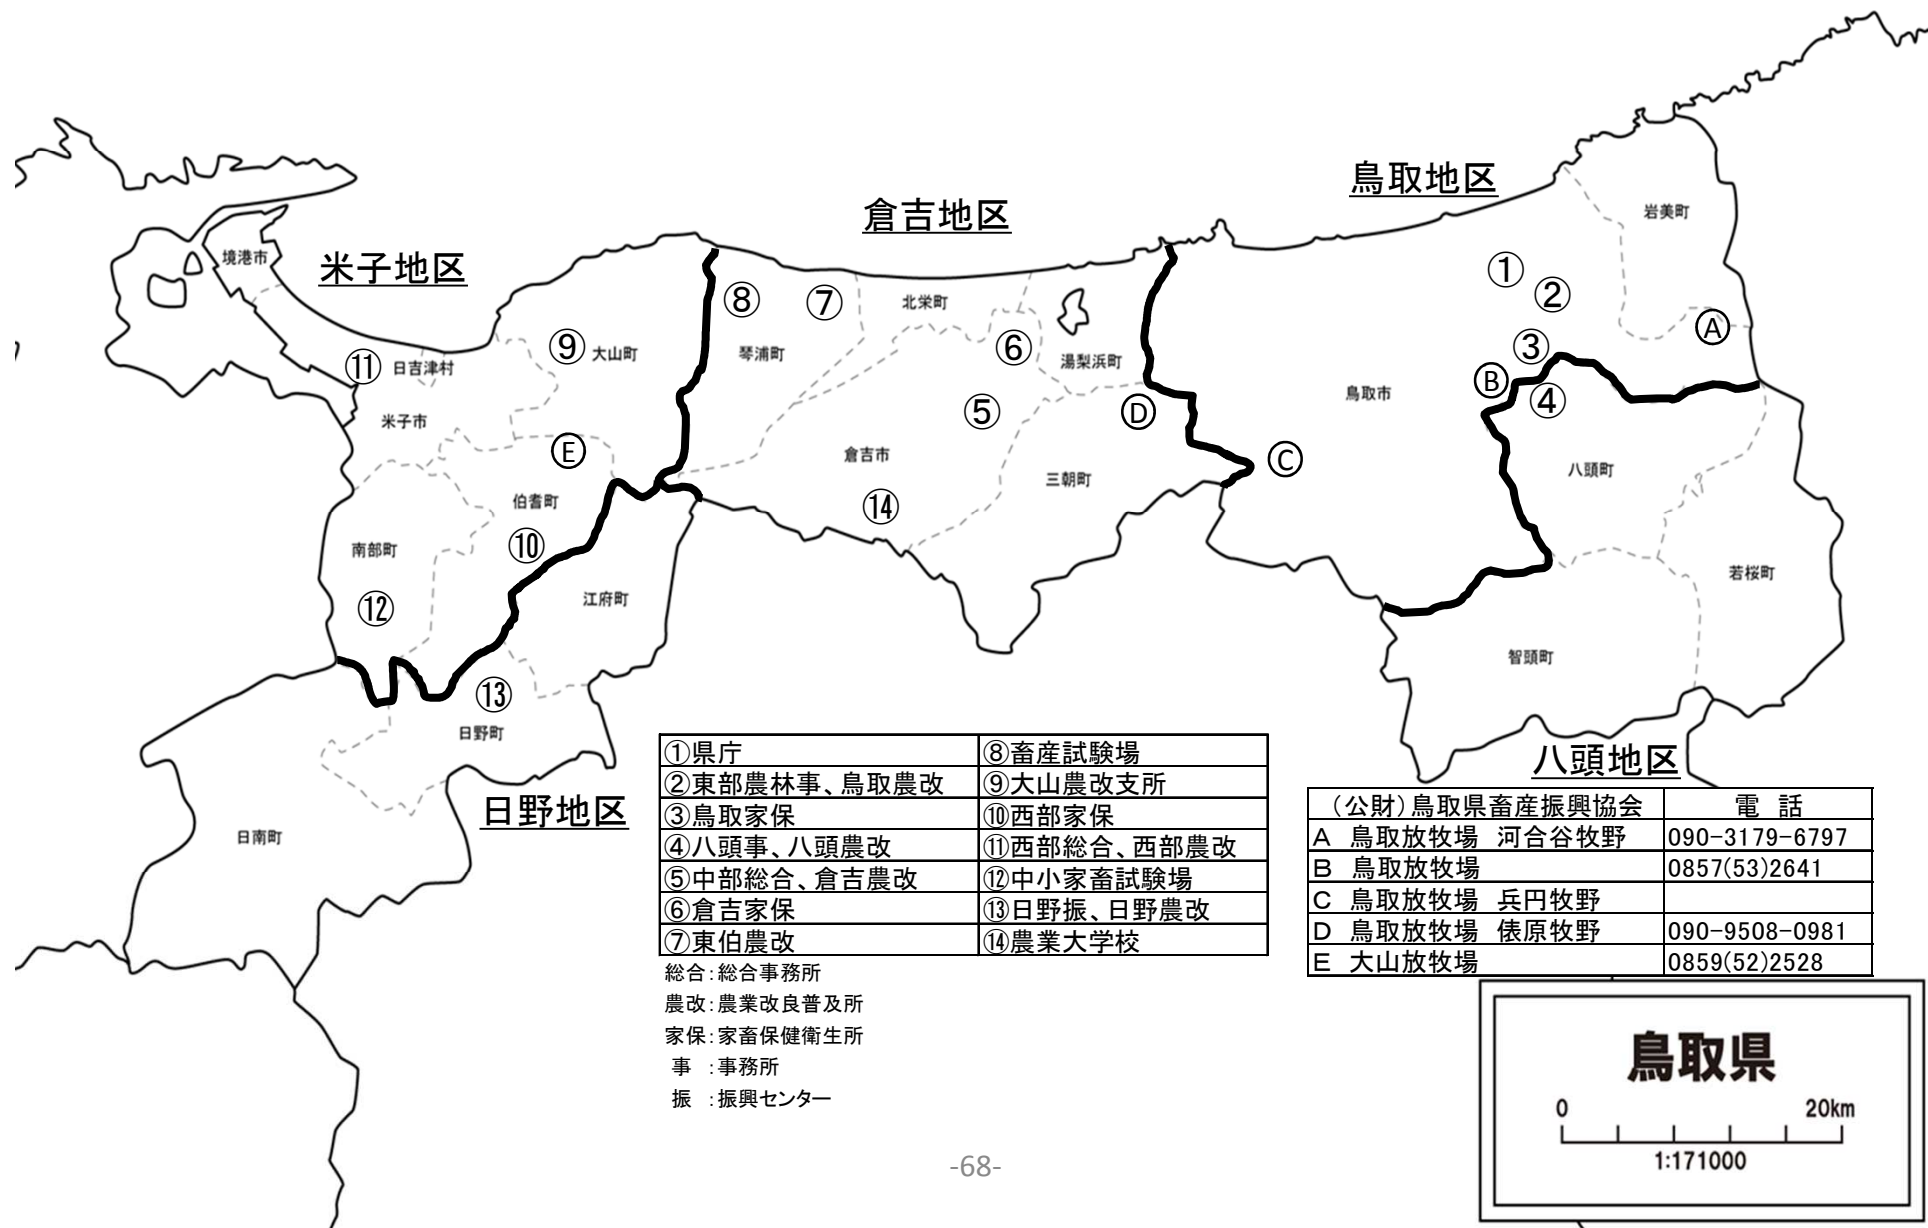 鳥取地区
倉吉地区
米子地区
岩美町
境港市
①
②
⑧
⑦
北栄町
Ⓐ
⑨
大山町
琴浦町
⑥
湯梨浜町
③
⑪
日吉津村
Ⓑ
鳥取市
④
⑤
Ⓓ
米子市
Ⓔ
倉吉市
Ⓒ
八頭町
三朝町
伯耆町
⑭
南部町
⑩
若桜町
江府町
⑫
智頭町
⑬
日野町
八頭地区
日野地区
日南町
①県庁 ⑧畜産試験場
②東部農林事、鳥取農改 ⑨大山農改支所
③鳥取家保 ⑩西部家保
④八頭事、八頭農改 ⑪西部総合、西部農改
⑤中部総合、倉吉農改 ⑫中小家畜試験場
⑥倉吉家保 ⑬日野振、日野農改
⑦東伯農改 ⑭農業大学校
総合:総合事務所
農改:農業改良普及所
家保:家畜保健衛生所
事 :事務所
振 :振興センター
(公財)鳥取県畜産振興協会 電 話
A 鳥取放牧場 河合谷牧野 090-3179-6797
B 鳥取放牧場 0857(53)2641
C 鳥取放牧場 兵円牧野
D 鳥取放牧場 俵原牧野 090-9508-0981
E 大山放牧場 0859(52)2528
鳥取県
0 20km
1:171000
-68-